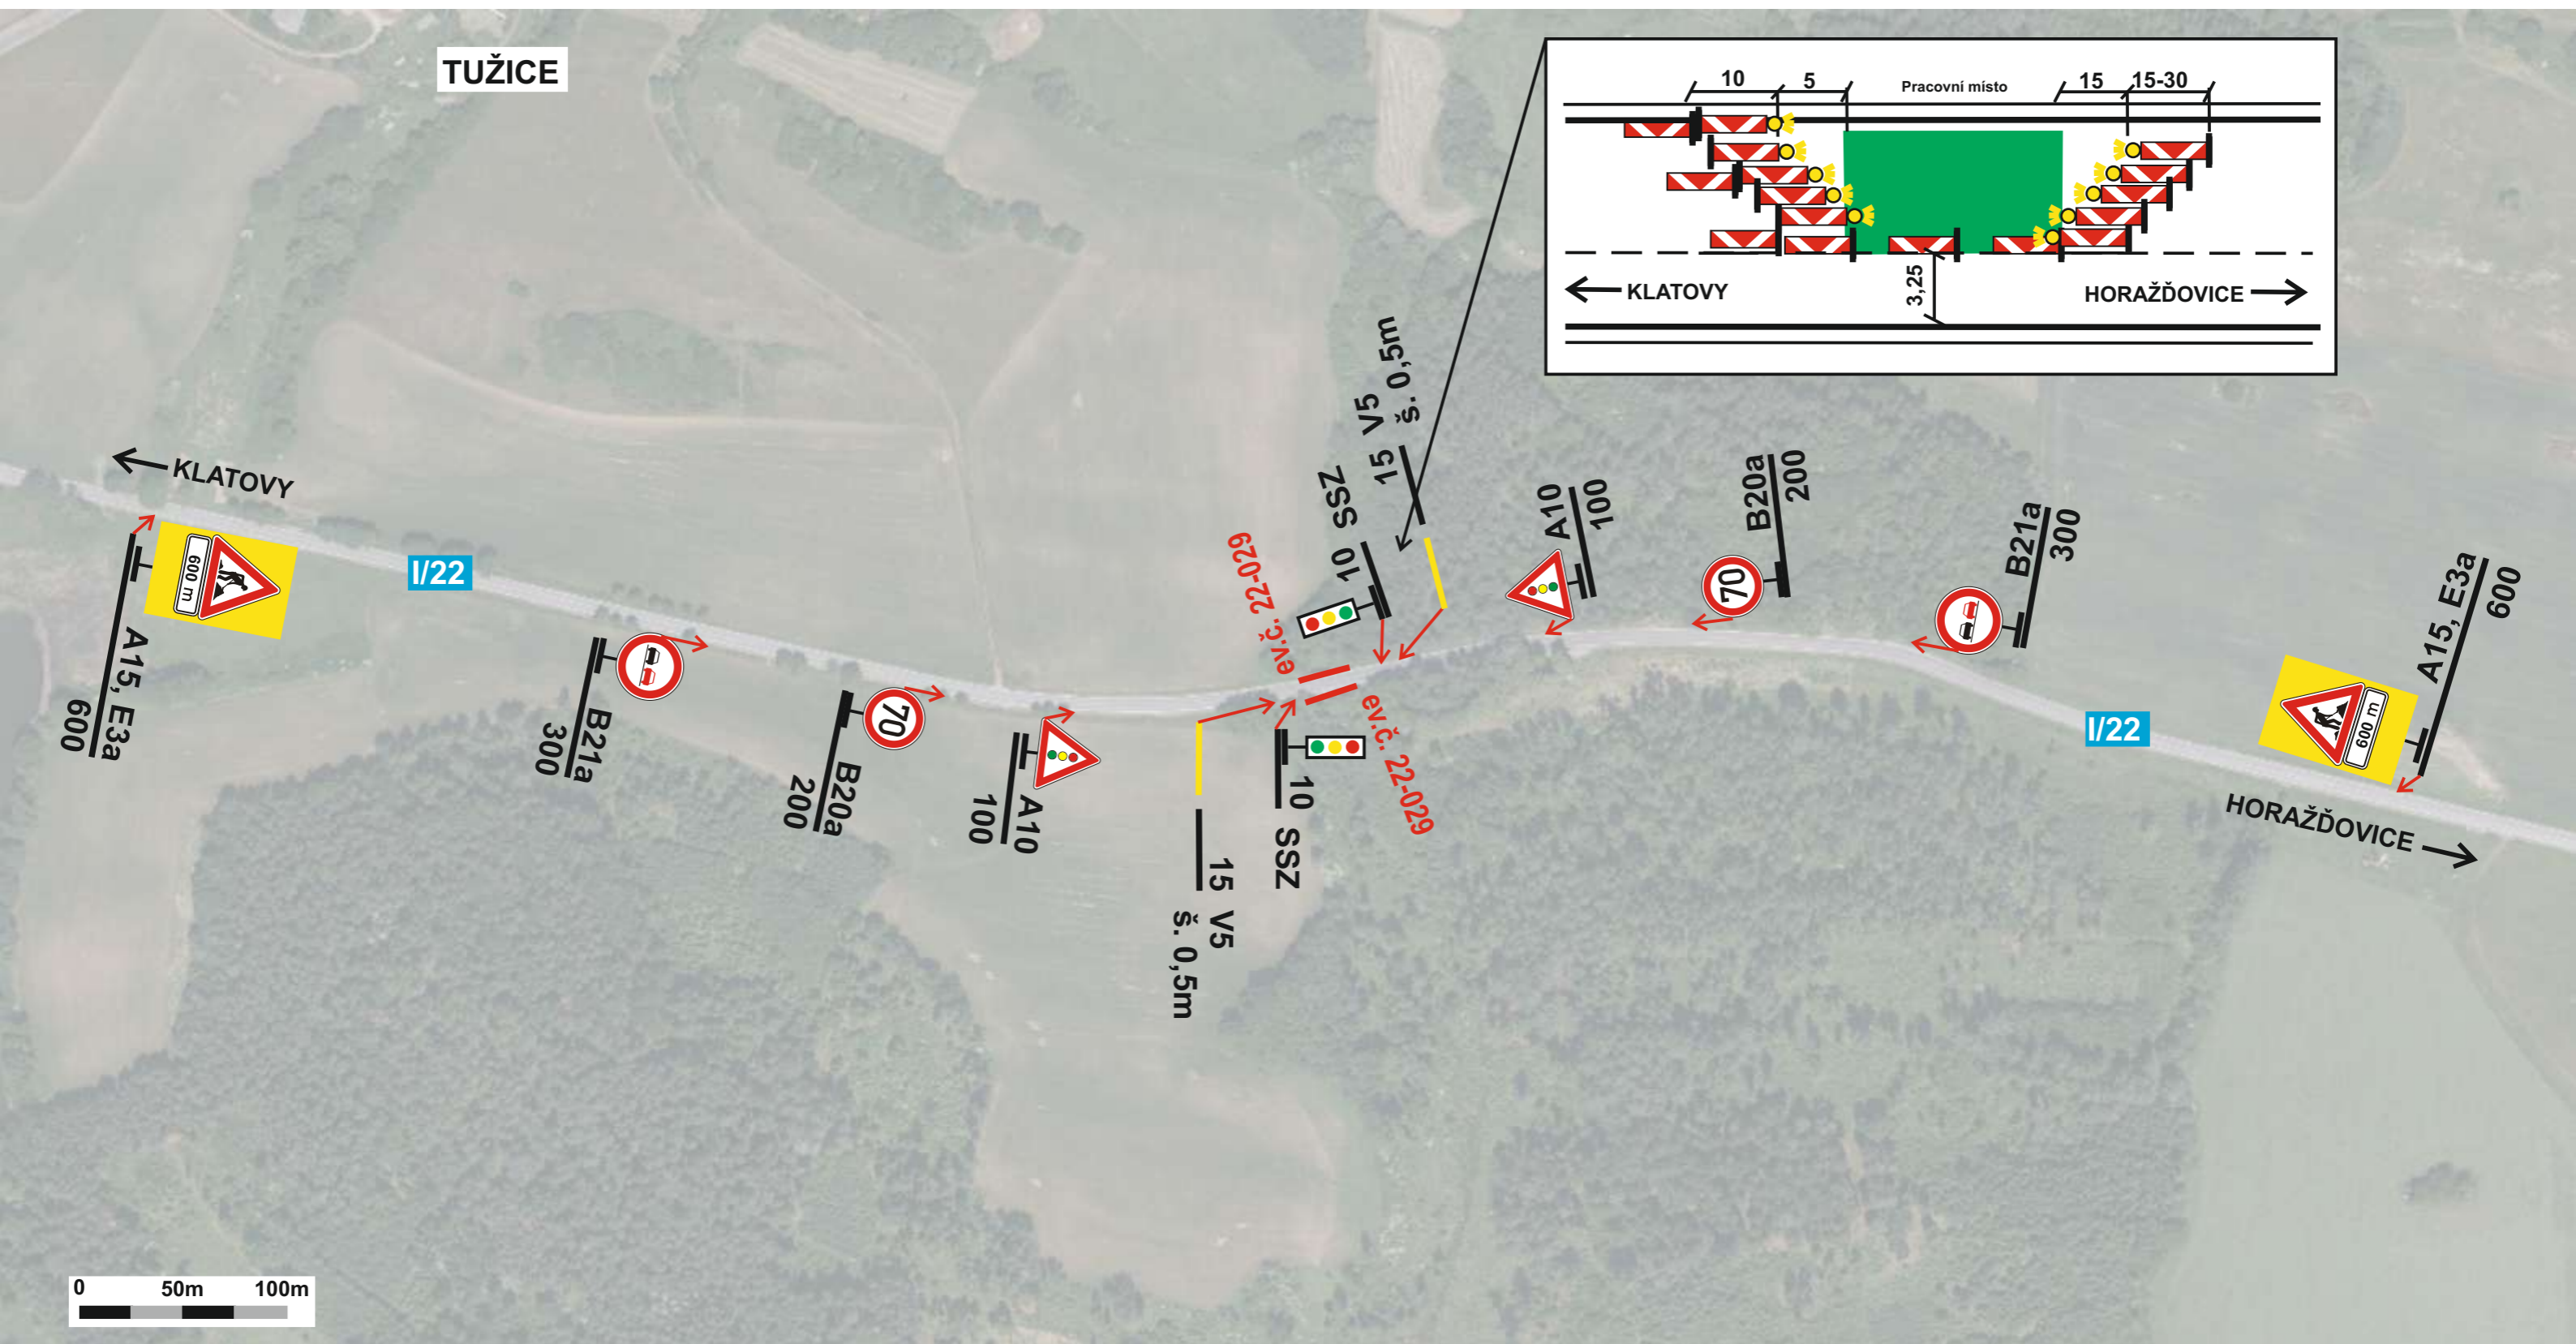 TUŽICE
10
5
Pracovní místo
15
15-30
3,25
KLATOVY
HORAŽĎOVICE
KLATOVY
I/22
600 m
A15, E3a
600
B21a
300
70
B20a
200
A10
100
15 V5
š. 0,5m
10 SSZ
ev.č. 22-029
ev.č. 22-029
10 SSZ
15 V5
š. 0,5m
A10
100
70
B20a
200
B21a
300
I/22
600 m
A15, E3a
600
HORAŽĎOVICE
0 50m 100m